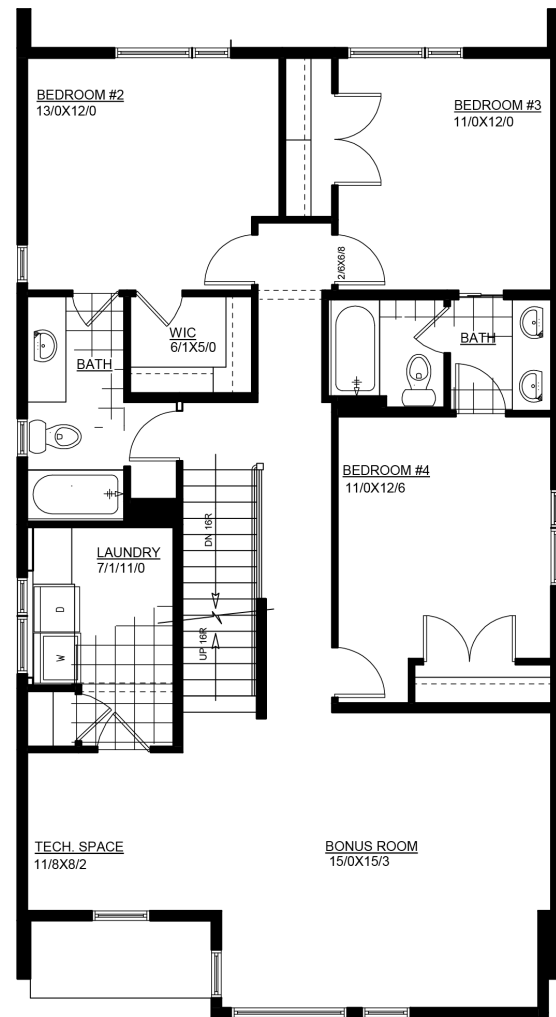 BEDROOM #2
13/0X12/0
BEDROOM #3
11/0X12/0
2/6X6/8
WIC
6/1X5/0
BATH
BATH
BEDROOM #4
11/0X12/6
DN 16R
LAUNDRY
7/1/11/0
D
UP 16R
W
TECH. SPACE
11/8X8/2
BONUS ROOM
15/0X15/3